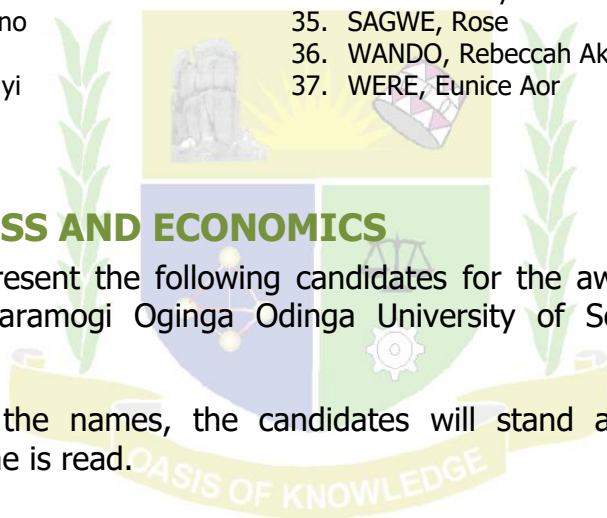 no
yi
35. SAGWE, Rose
36. WANDO, Rebeccah Ak
37. WERE, Eunice Aor
SS AND ECONOMICS
resent the following candidates for the aw
aramogi Oginga Odinga University of Sc
the names, the candidates will stand a
ne is read.
OASIS OF KNOWLEDGE